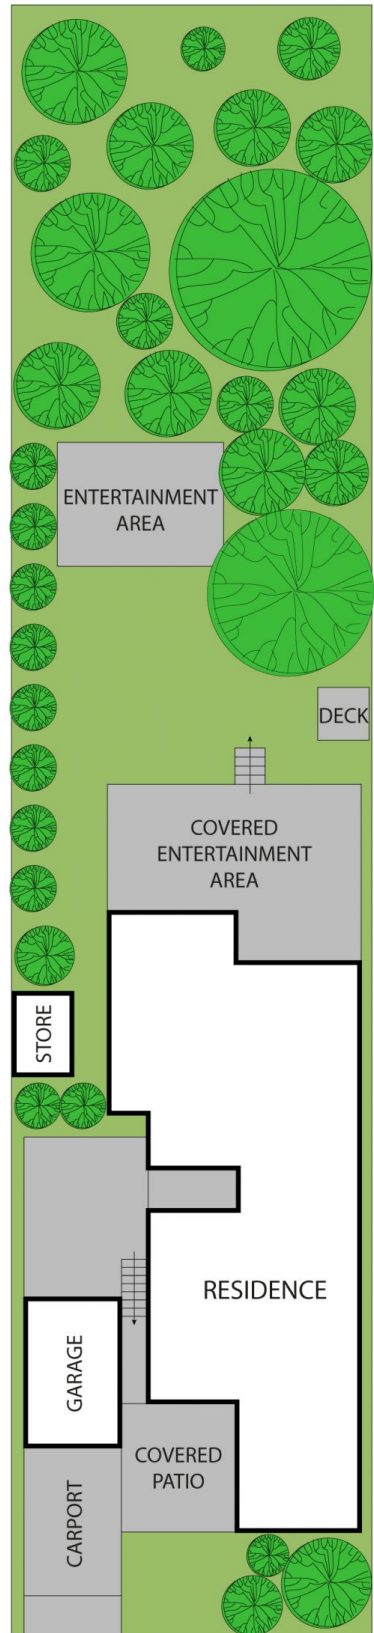 ENTERTAINMENT
AREA
DECK
COVERED
ENTERTAINMENT
AREA
STORE
RESIDENCE
GARAGE
COVERED
PATIO
CARPORT